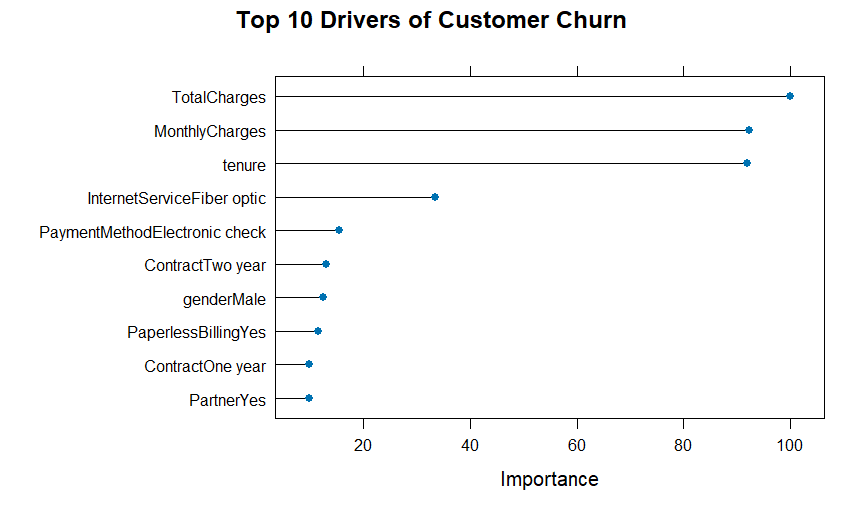 Top 10 Drivers of Customer Churn
TotalCharges
MonthlyCharges
tenure
InternetServiceFiber optic
PaymentMethodElectronic check
ContractTwo year
genderMale
PaperlessBillingYes
ContractOne year
PartnerYes
20 40 60 80 100
Importance